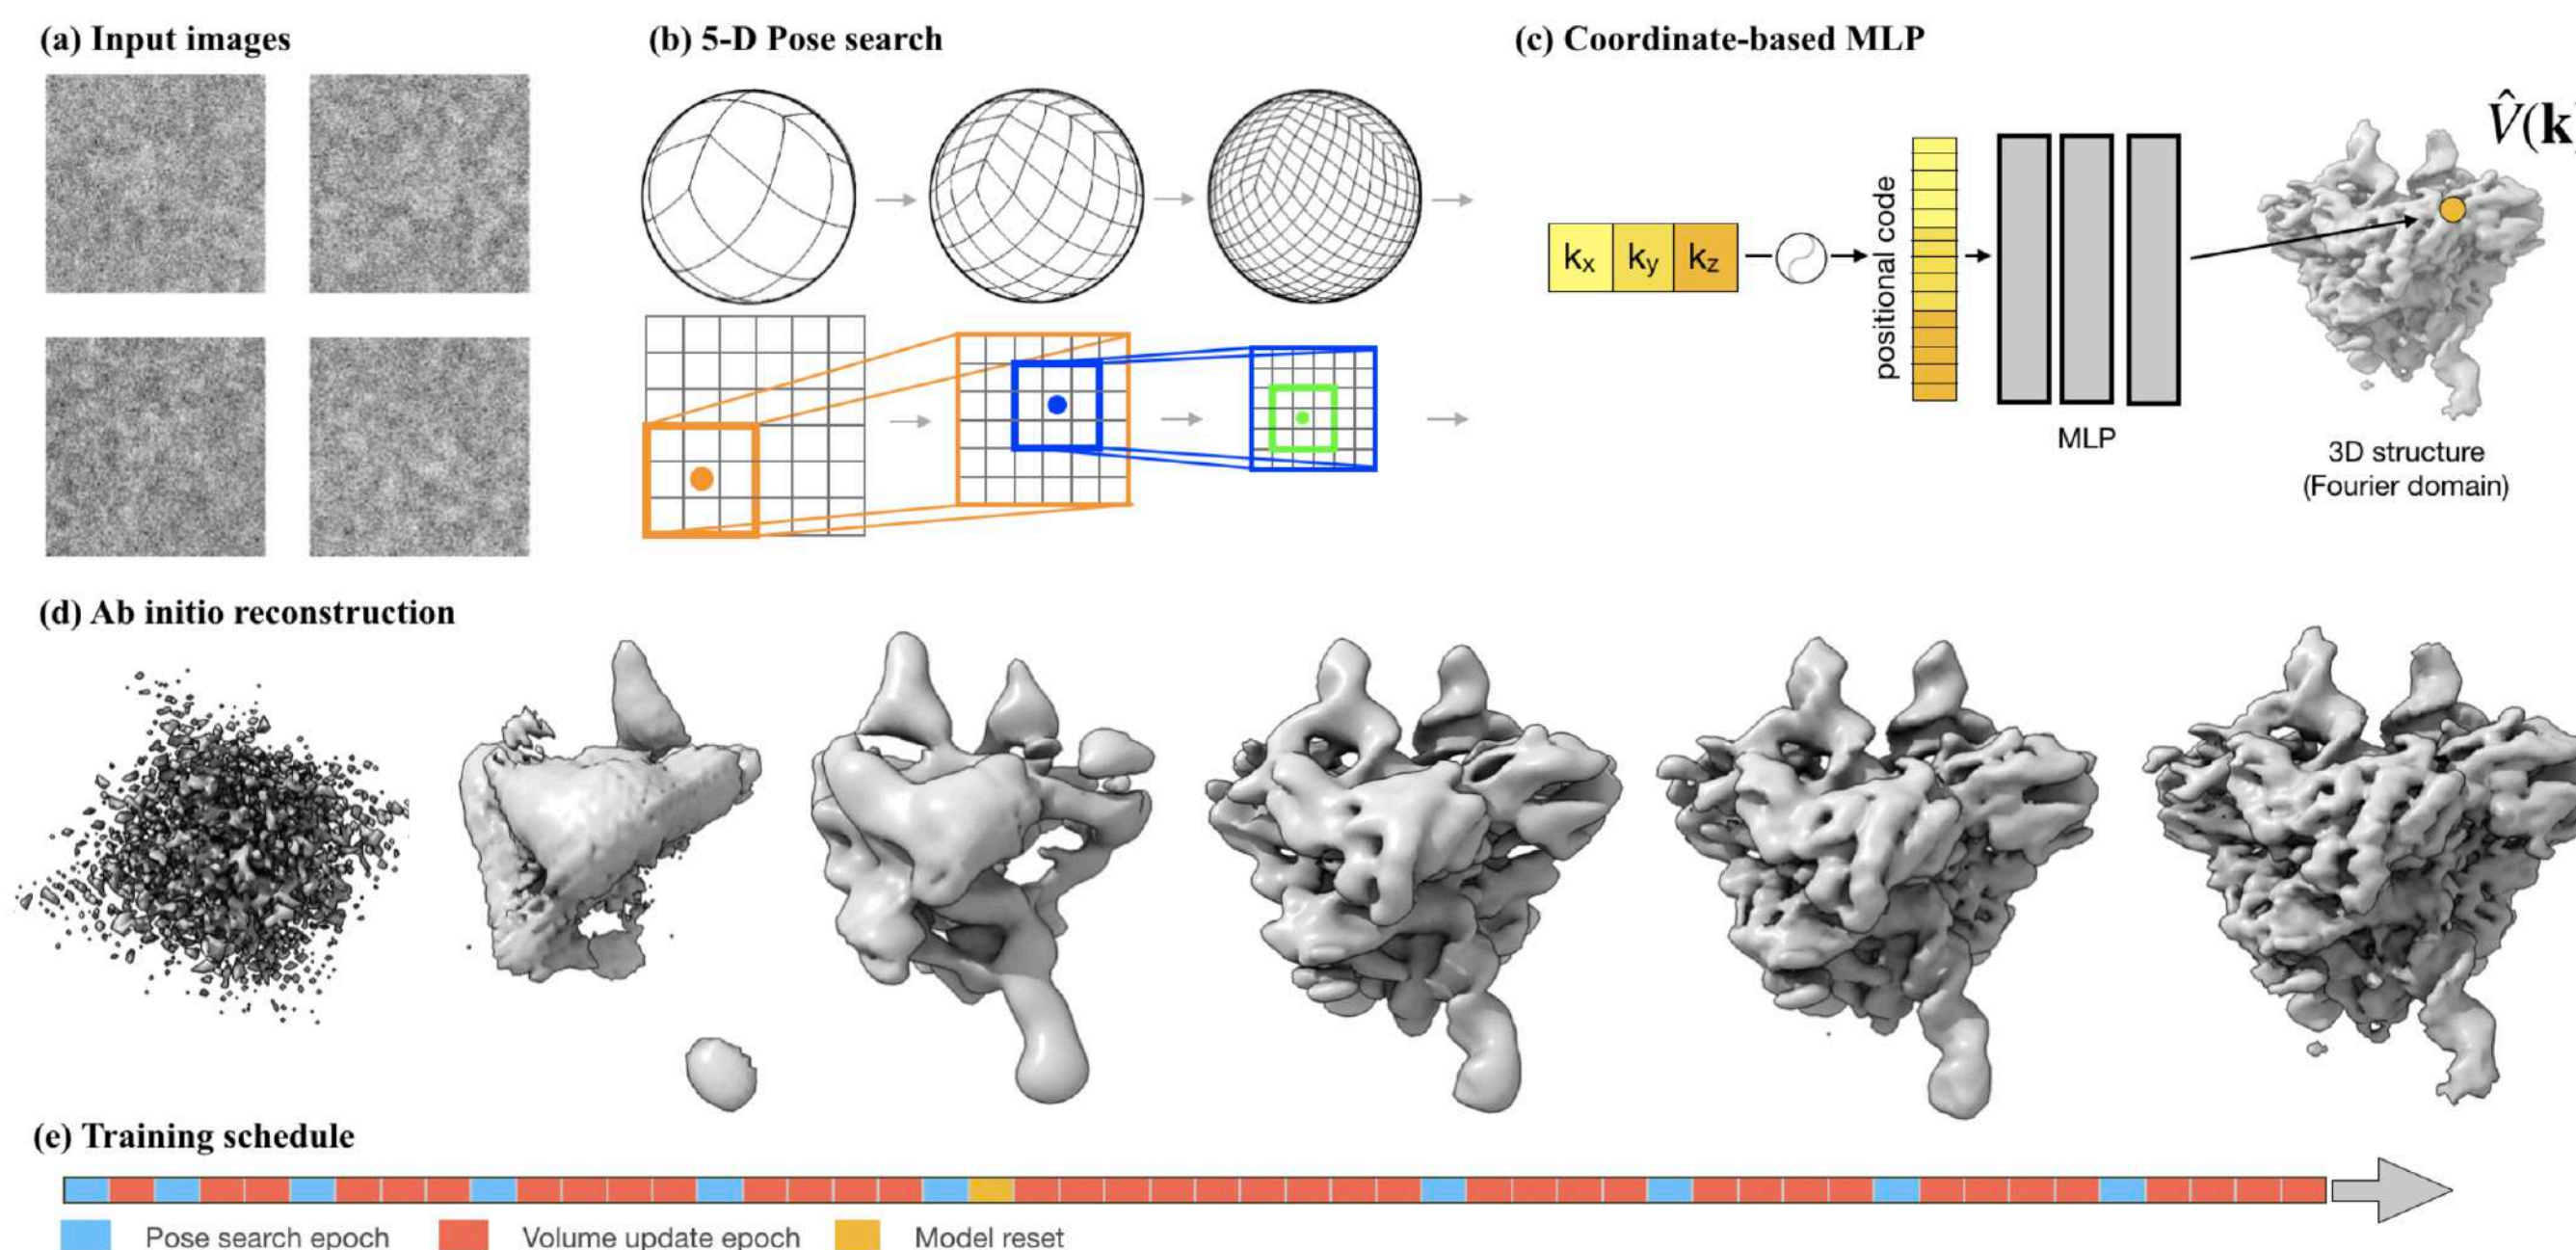 (a) Input images
(b) 5-D Pose search
(c) Coordinate-based MLP
V̂(k)
kx ky kz
positional code
MLP
3D structure
(Fourier domain)
(d) Ab initio reconstruction
(e) Training schedule
Pose search epoch
Volume update epoch
Model reset